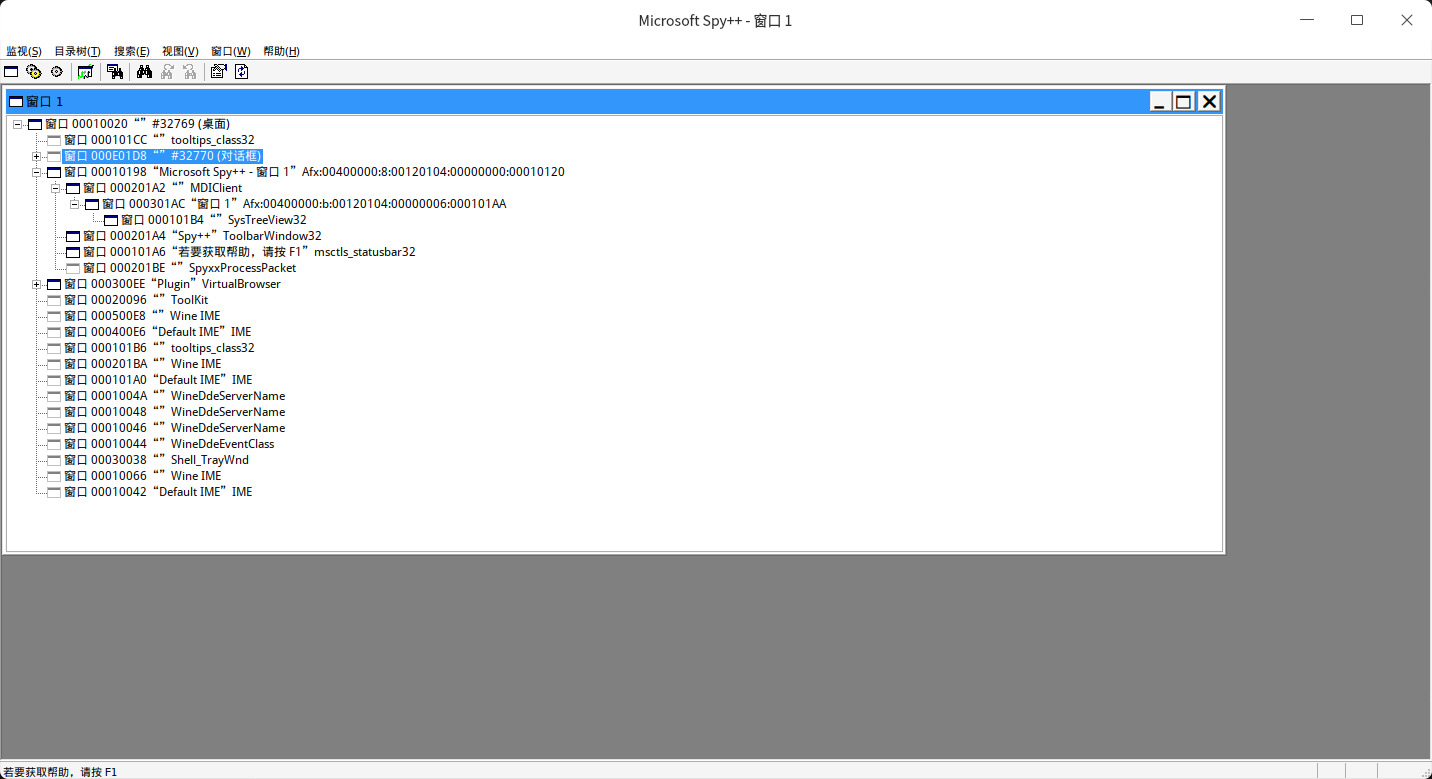 Microsoft Spy++ - 窗口 1
监视(S) 目录树(T) 搜索(E) 视图(V) 窗口(W) 帮助(H)
窗口 1
窗口 00010020 “” #32769 (桌面)
窗口 000101CC “” tooltips_class32
窗口 000E01D8 “” #32770 (对话框)
窗口 00010198 “Microsoft Spy++ - 窗口 1” Afx:00400000:8:00120104:00000000:00010120
窗口 000201A2 “” MDIClient
窗口 000301AC “窗口 1” Afx:00400000:b:00120104:00000006:000101AA
窗口 000101B4 “” SysTreeView32
窗口 000201A4 “Spy++” ToolbarWindow32
窗口 000101A6 “若要获取帮助，请按 F1” msctls_statusbar32
窗口 000201BE “” SpyxxProcessPacket
窗口 000300EE “Plugin” VirtualBrowser
窗口 00020096 “” ToolKit
窗口 000500E8 “” Wine IME
窗口 000400E6 “Default IME” IME
窗口 000101B6 “” tooltips_class32
窗口 000201BA “” Wine IME
窗口 000101A0 “Default IME” IME
窗口 0001004A “” WineDdeServerName
窗口 00010048 “” WineDdeServerName
窗口 00010046 “” WineDdeServerName
窗口 00010044 “” WineDdeEventClass
窗口 00030038 “” Shell_TrayWnd
窗口 00010066 “” Wine IME
窗口 00010042 “Default IME” IME
若要获取帮助，请按 F1